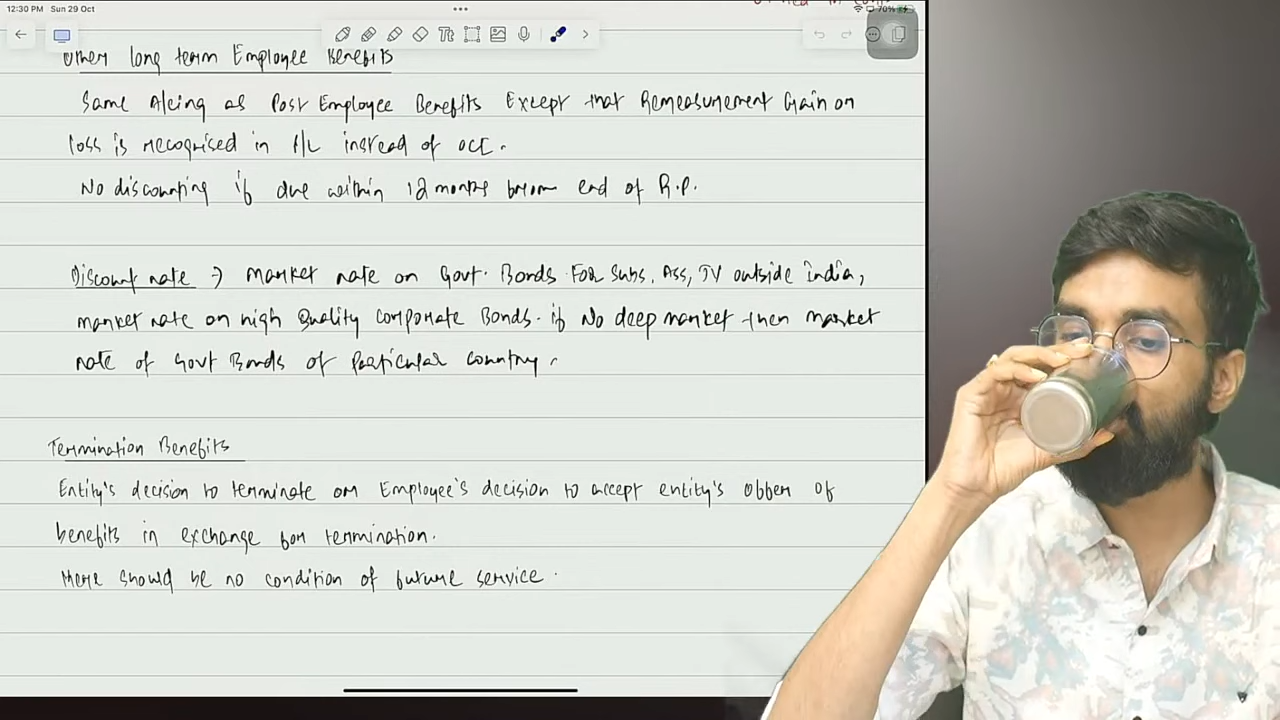 12:30 PM Sun 29 Oct
70%
Other long term Employee Benefits
Same A/cing as Post Employee Benefits Except that Remeasurement Gain or
loss is recognised in P/L instead of OCI.
No discounting if due within 12 months from end of R.P.
Discount rate → Market rate on Govt. Bonds. For Subs, Ass, JV outside India,
market rate on high Quality Corporate Bonds. if No deep market then market
rate of Govt Bonds of Particular country.
Termination Benefits
Entity's decision to terminate or Employee's decision to accept entity's offer of
benefits in exchange for termination.
There should be no condition of future service.